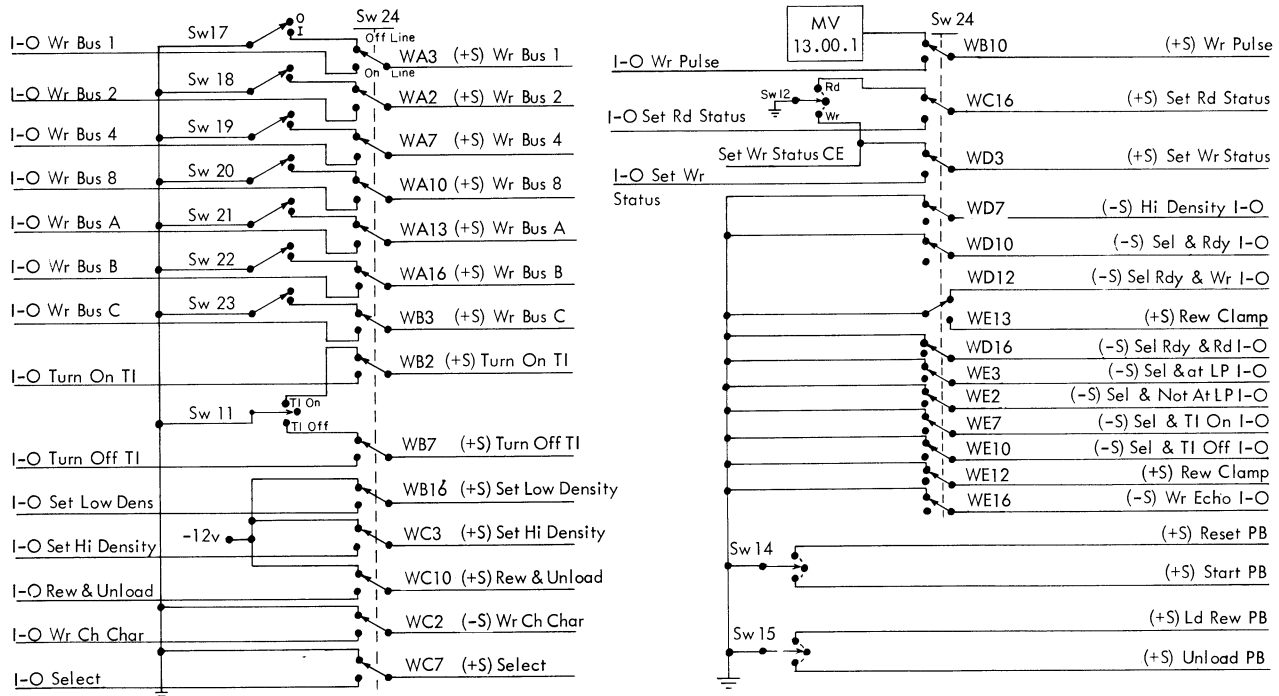 Sw 24
Off Line
O
I
Sw17
I-O Wr Bus 1
WA3 (+S) Wr Bus 1
On Line
Sw 18
I-O Wr Bus 2
WA2 (+S) Wr Bus 2
Sw 19
I-O Wr Bus 4
WA7 (+S) Wr Bus 4
Sw 20
I-O Wr Bus 8
WA10 (+S) Wr Bus 8
Sw 21
I-O Wr Bus A
WA13 (+S) Wr Bus A
Sw 22
I-O Wr Bus B
WA16 (+S) Wr Bus B
Sw 23
I-O Wr Bus C
WB3 (+S) Wr Bus C
WB2 (+S) Turn On TI
I-O Turn On TI
Sw 11
TI On
TI Off
WB7 (+S) Turn Off TI
I-O Turn Off TI
WB16 (+S) Set Low Density
I-O Set Low Dens
-12v
WC3 (+S) Set Hi Density
I-O Set Hi Density
WC10 (+S) Rew & Unload
I-O Rew & Unload
WC2 (-S) Wr Ch Char
I-O Wr Ch Char
WC7 (+S) Select
I-O Select
MV
13.00.1
Sw 24
WB10 (+S) Wr Pulse
I-O Wr Pulse
Sw 12
Rd
Wr
WC16 (+S) Set Rd Status
I-O Set Rd Status
Set Wr Status CE
WD3 (+S) Set Wr Status
I-O Set Wr
Status
WD7 (-S) Hi Density I-O
WD10 (-S) Sel & Rdy I-O
WD12 (-S) Sel Rdy & Wr I-O
WE13 (+S) Rew Clamp
WD16 (-S) Sel Rdy & Rd I-O
WE3 (-S) Sel & at LP I-O
WE2 (-S) Sel & Not At LP I-O
WE7 (-S) Sel & TI On I-O
WE10 (-S) Sel & TI Off I-O
WE12 (+S) Rew Clamp
WE16 (-S) Wr Echo I-O
(+S) Reset PB
Sw 14
(+S) Start PB
(+S) Ld Rew PB
Sw 15
(+S) Unload PB